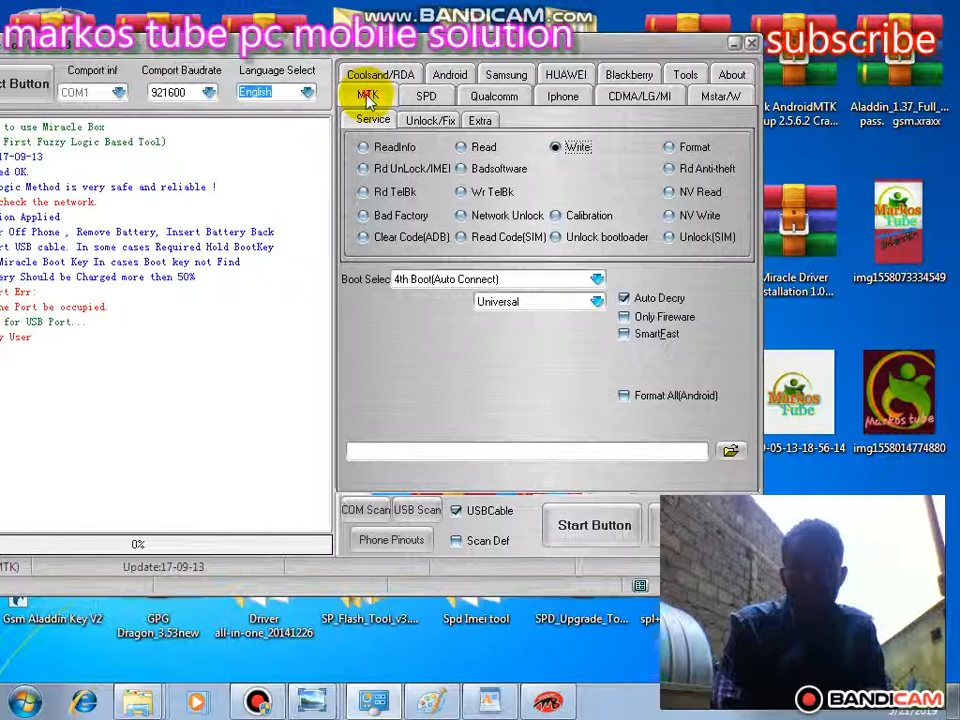 www.BANDICAM.com
markos tube pc mobile solution
subscribe
ct Button
Comport inf
Comport Baudrate
Language Select
COM1
921600
English
Coolsand/RDA
Android
Samsung
HUAWEI
Blackberry
Tools
About
MTK
SPD
Qualcomm
Iphone
CDMA/LG/MI
Mstar/W
Service
Unlock/Fix
Extra
to use Miracle Box
First Fuzzy Logic Based Tool)
17-09-13
ed OK.
ogic Method is very safe and reliable !
check the network.
ion Applied
er Off Phone , Remove Battery, Insert Battery Back
rt USB cable. In some cases Required Hold BootKey
Miracle Boot Key In cases Boot key not Find
ery Should be Charged more then 50%
rt Err:
he Port be occupied.
for USB Port...
y User
ReadInfo
Read
Write
Format
Rd UnLock/IMEI
Badsoftware
Rd Anti-theft
Rd TelBk
Wr TelBk
NV Read
Bad Factory
Network Unlock
Calibration
NV Write
Clear Code(ADB)
Read Code(SIM)
Unlock bootloader
Unlock(SIM)
Boot Selec
4th Boot(Auto Connect)
Universal
Auto Decry
Only Fireware
SmartFast
Format All(Android)
COM Scan
USB Scan
USBCable
Start Button
Phone Pinouts
Scan Def
0%
MTK)
Update:17-09-13
k AndroidMTK
up 2.5.6.2 Cra...
Aladdin_1.37_Full_...
pass. gsm.xraxx
Miracle Driver
stallation 1.0...
img1558073334549
Markos
Tube
0-05-13-18-56-14
Markos tube
img1558014774880
Gsm Aladdin Key V2
GPG
Dragon_3.53new
Driver
all-in-one_20141226
SP_Flash_Tool_v3....
Spd Imei tool
SPD_Upgrade_To...
BANDICAM